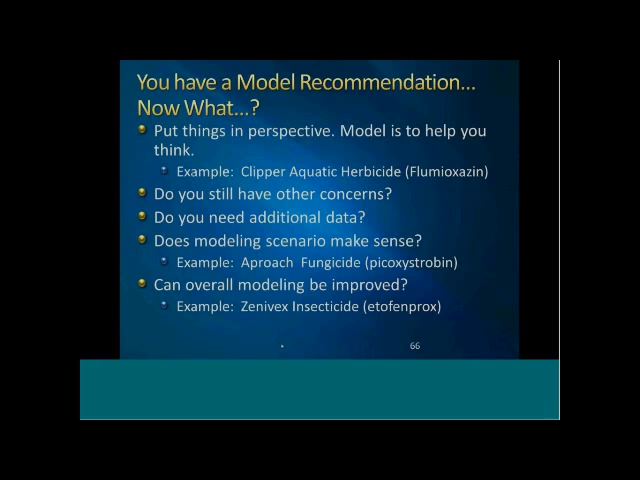 You have a Model Recommendation...
Now What...?
Put things in perspective. Model is to help you
think.
Example: Clipper Aquatic Herbicide (Flumioxazin)
Do you still have other concerns?
Do you need additional data?
Does modeling scenario make sense?
Example: Aproach Fungicide (picoxystrobin)
Can overall modeling be improved?
Example: Zenivex Insecticide (etofenprox)
66